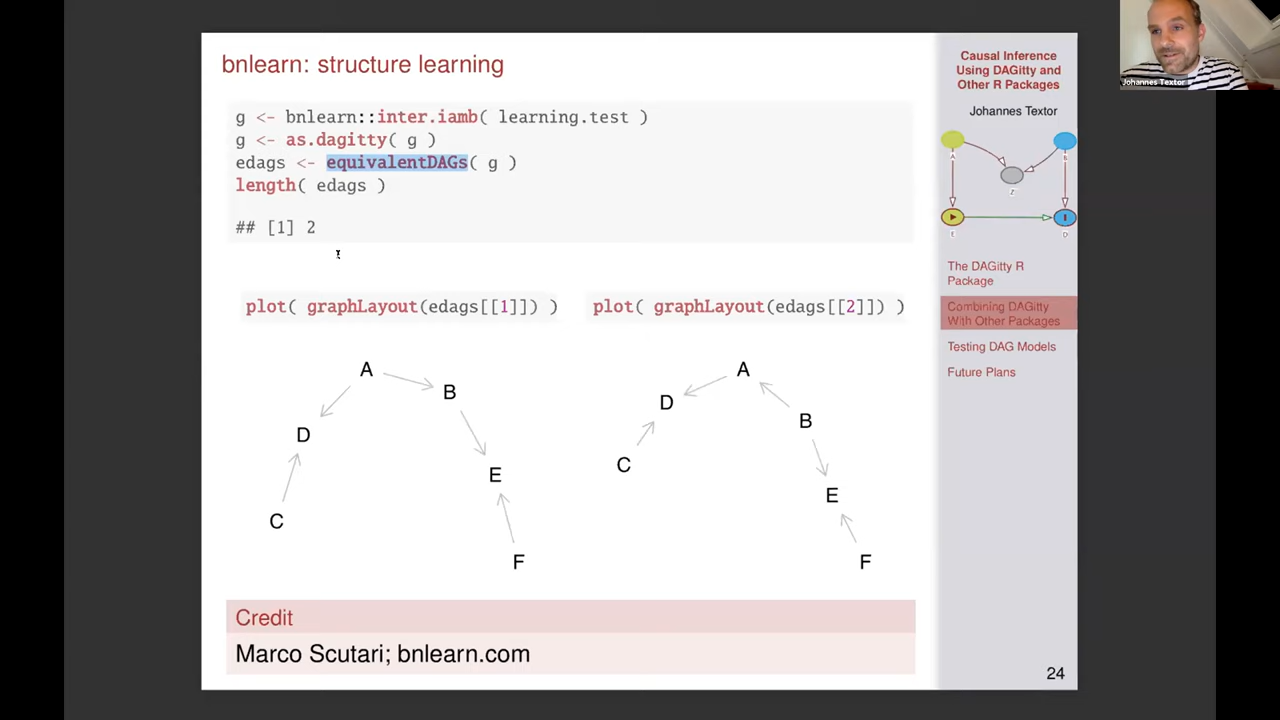 bnlearn: structure learning
g <- bnlearn::inter.iamb( learning.test )
g <- as.dagitty( g )
edags <- equivalentDAGs( g )
length( edags )
## [1] 2
plot( graphLayout(edags[[1]]) )
plot( graphLayout(edags[[2]]) )
A
B
D
E
C
F
A
D
B
C
E
F
Credit
Marco Scutari; bnlearn.com
Causal Inference
Using DAGitty and
Other R Packages
Johannes Textor
A
B
Z
E
D
The DAGitty R
Package
Combining DAGitty
With Other Packages
Testing DAG Models
Future Plans
24
Johannes Textor